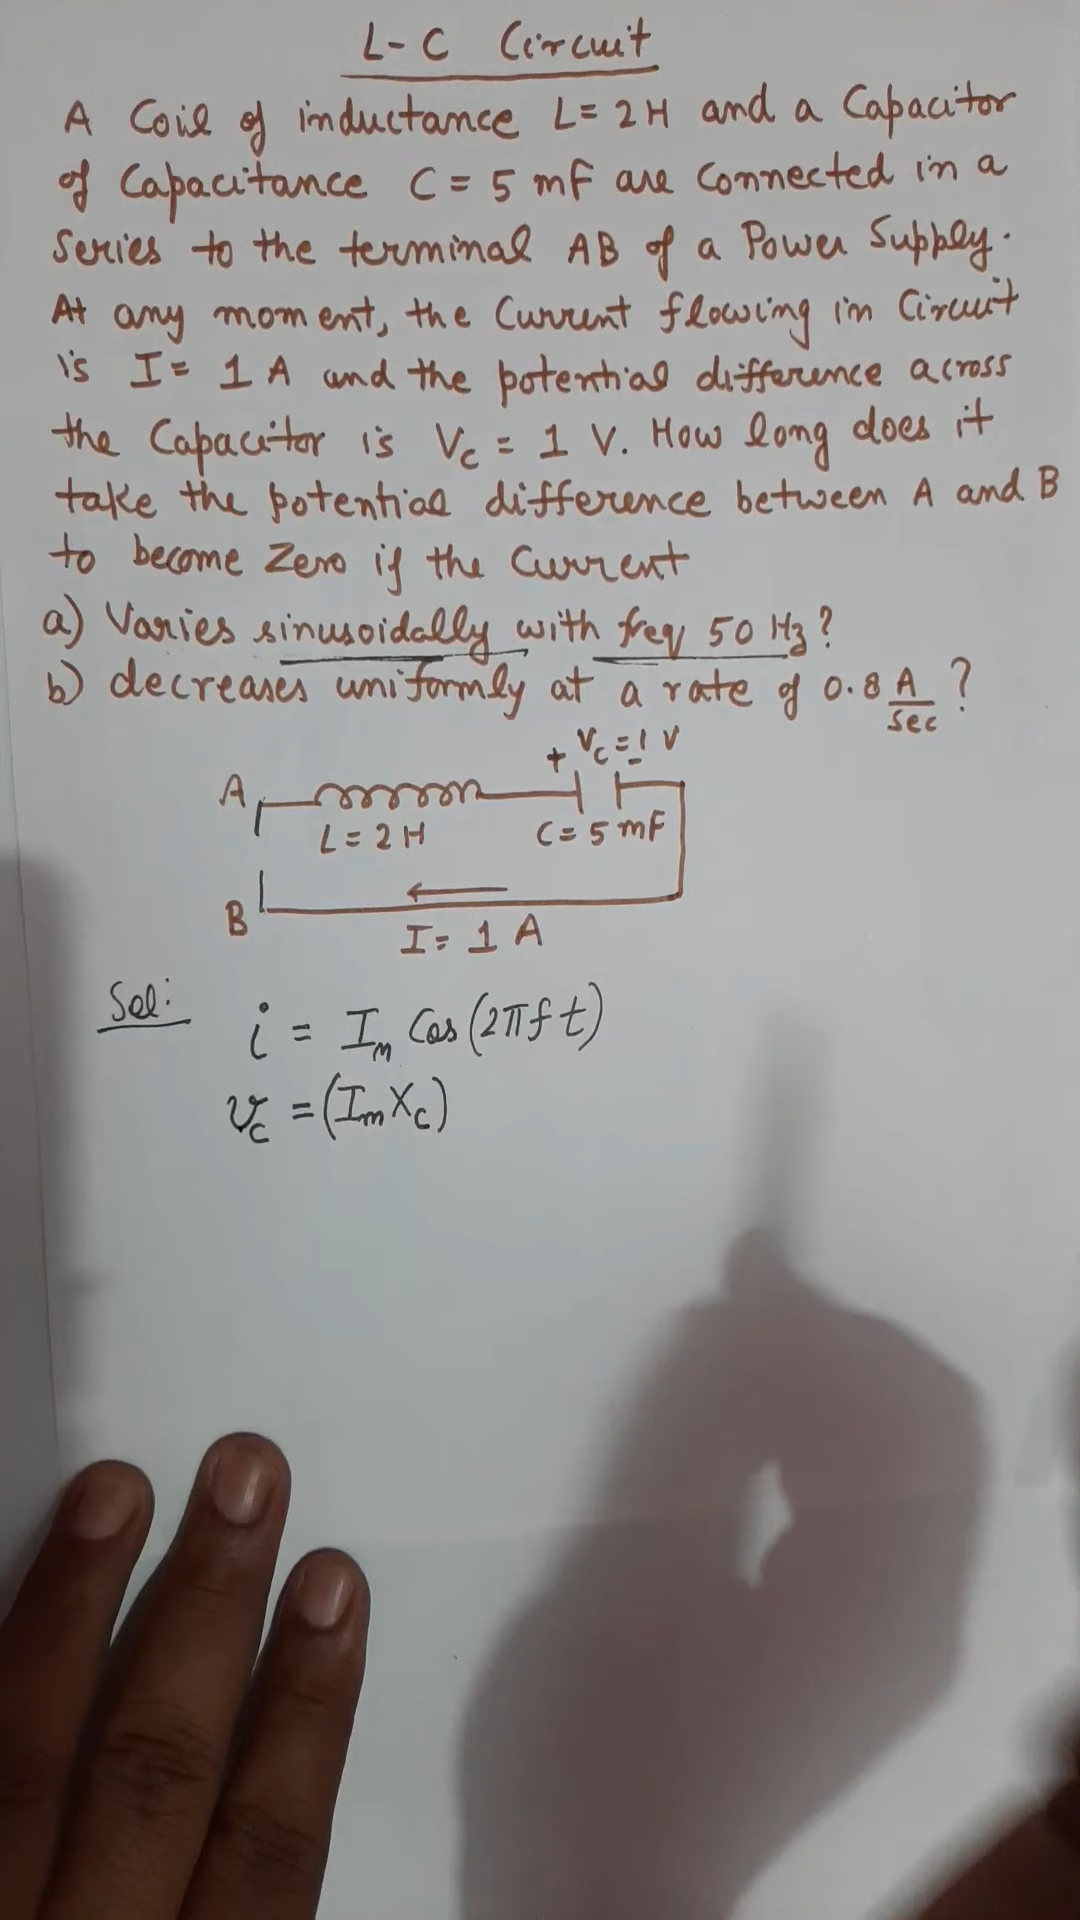 L-C Circuit
A Coil of inductance L= 2H and a Capacitor
of Capacitance C = 5 mF are Connected in a
Series to the terminal AB of a Power Supply.
At any moment, the Current flowing in Circuit
is I= 1 A and the potential difference across
the Capacitor is Vc = 1 V. How long does it
take the potential difference between A and B
to become Zero if the Current
a) Varies sinusoidally with freq 50 Hz?
b) decreases uniformly at a rate of 0.8 A/sec ?
+ Vc=1 V -
A
L= 2H C= 5 mF
B
I= 1 A
Sol: i = Im Cos(2πft)
vc = (ImXc)